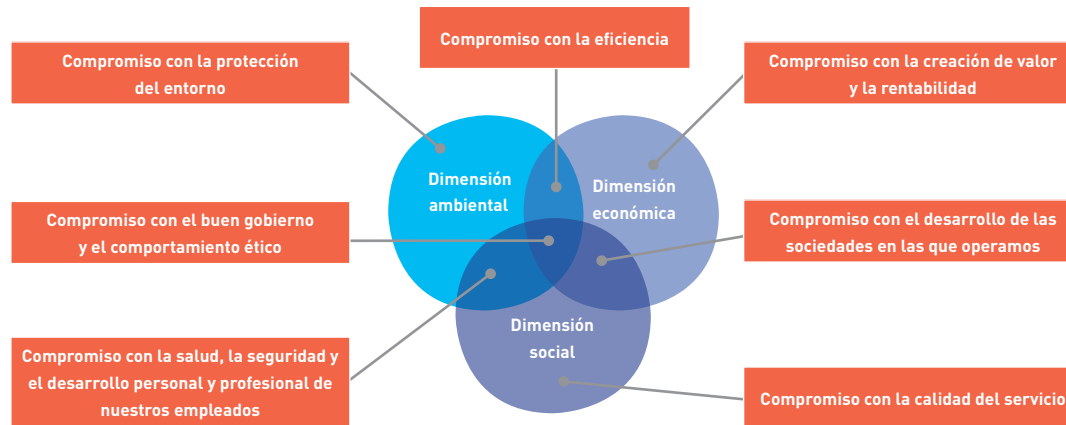 Compromiso con la eficiencia
Compromiso con la protección
del entorno
Compromiso con la creación de valor
y la rentabilidad
Dimensión
ambiental
Dimensión
económica
Compromiso con el buen gobierno
y el comportamiento ético
Compromiso con el desarrollo de las
sociedades en las que operamos
Dimensión
social
Compromiso con la salud, la seguridad y
el desarrollo personal y profesional de
nuestros empleados
Compromiso con la calidad del servicio